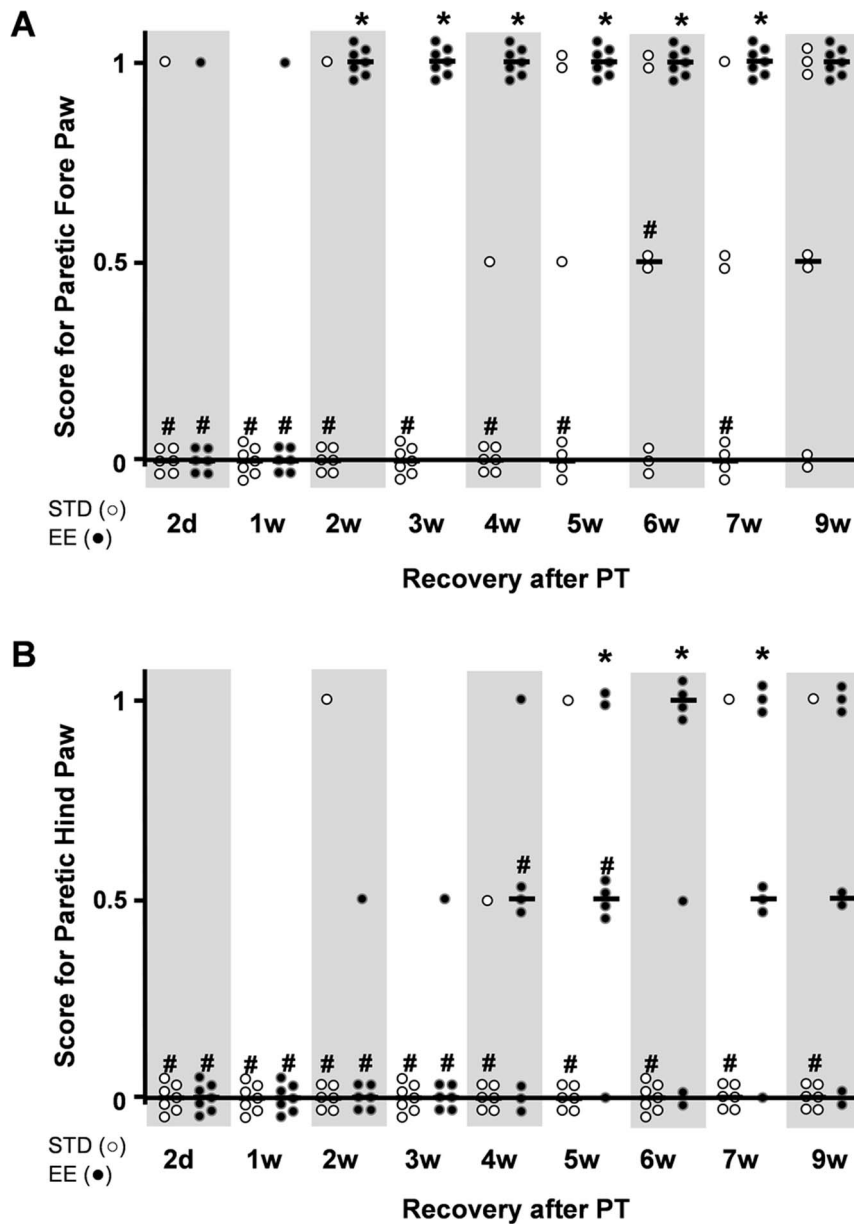 A
* * * * * *
1
Score for Paretic Fore Paw
#
0.5
# # # # # # # # #
0
STD (○)
EE (●)
2d 1w 2w 3w 4w 5w 6w 7w 9w
Recovery after PT
B
* * *
1
Score for Paretic Hind Paw
# #
0.5
# # # # # # # # # # # # #
0
STD (○)
EE (●)
2d 1w 2w 3w 4w 5w 6w 7w 9w
Recovery after PT